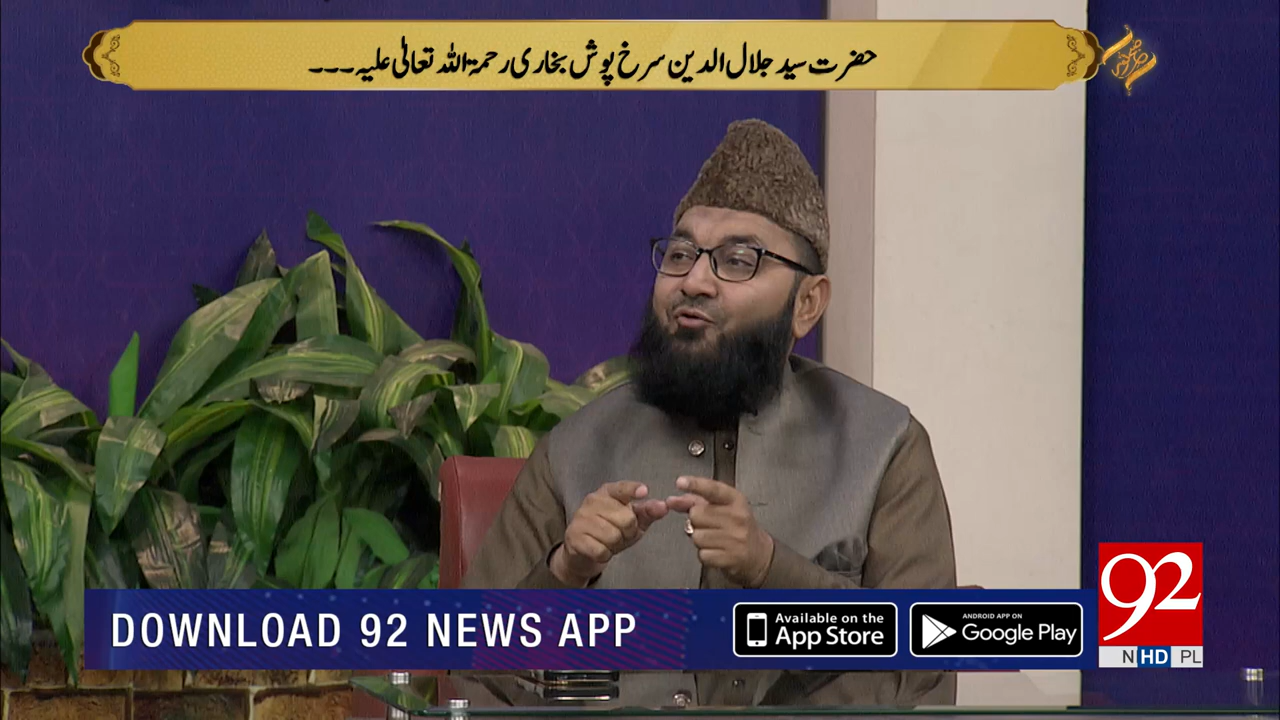 حضرت سید جلال الدین سرخ پوش بخاری رحمۃ اللہ تعالیٰ علیہ ۔۔۔
DOWNLOAD 92 NEWS APP
Available on the
App Store
ANDROID APP ON
Google Play
92
N HD PL